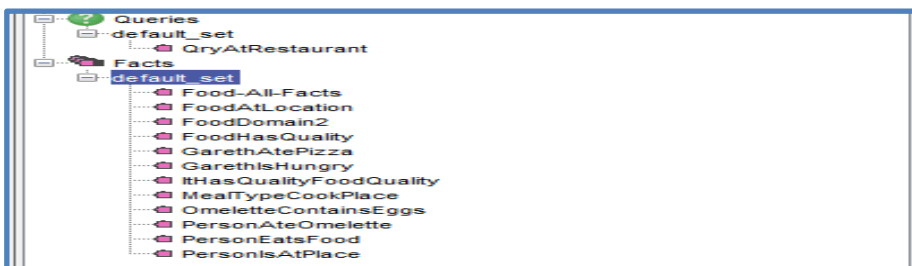 Queries
default_set
QryAtRestaurant
Facts
default_set
Food-All-Facts
FoodAtLocation
FoodDomain2
FoodHasQuality
GarethAtePizza
GarethIsHungry
ItHasQualityFoodQuality
MealTypeCookPlace
OmeletteContainsEggs
PersonAteOmelette
PersonEatsFood
PersonIsAtPlace